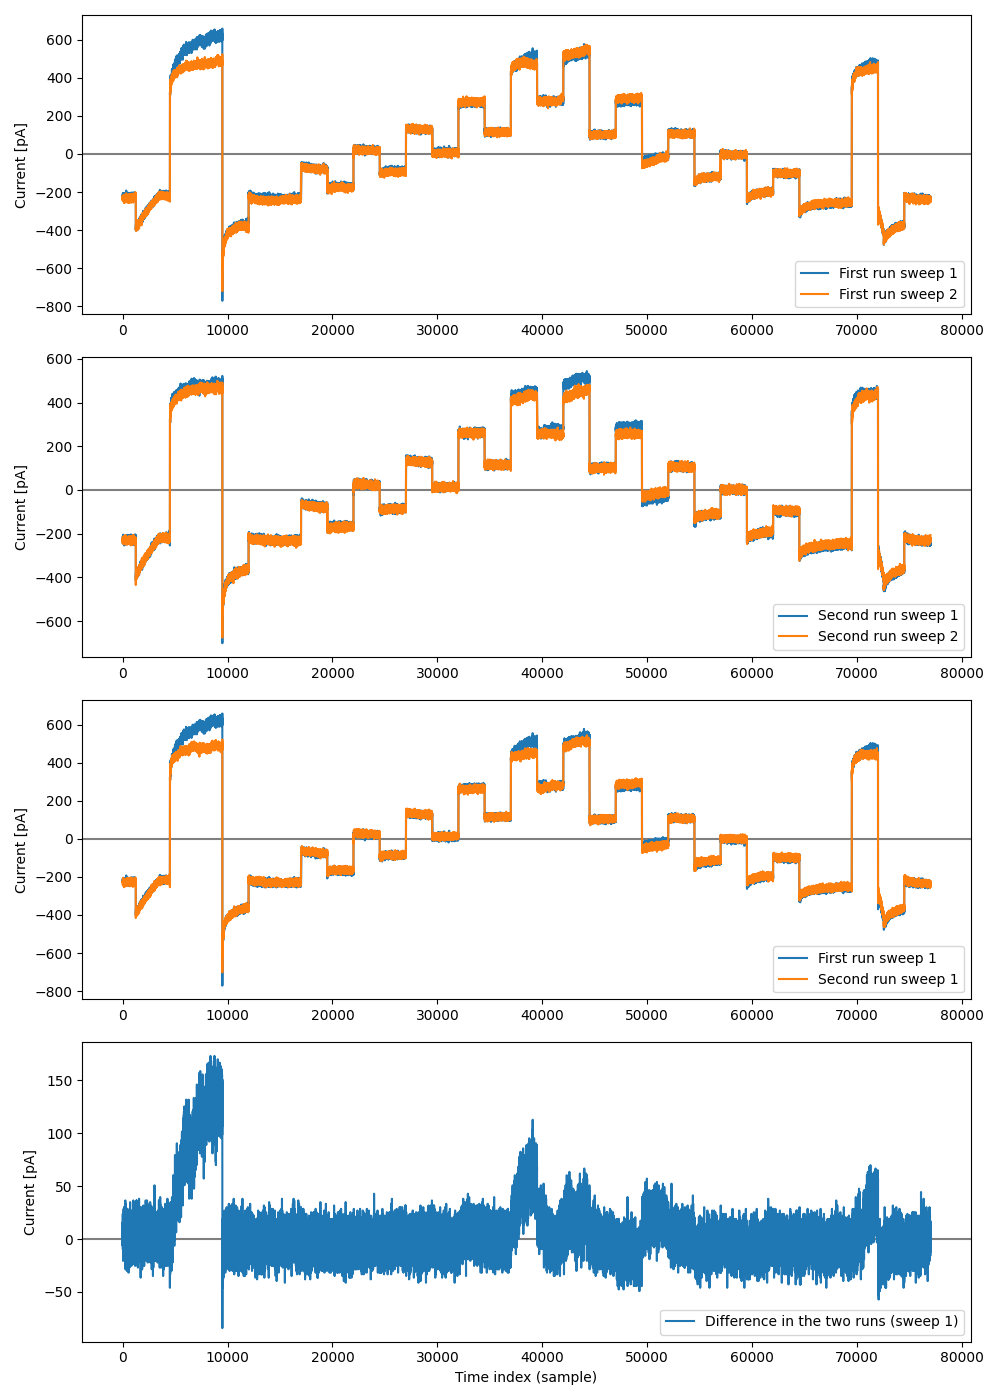 600
400
200
0
−200
−400
−600
−800
Current [pA]
First run sweep 1
First run sweep 2
0 10000 20000 30000 40000 50000 60000 70000 80000
600
400
200
0
−200
−400
−600
Current [pA]
Second run sweep 1
Second run sweep 2
0 10000 20000 30000 40000 50000 60000 70000 80000
600
400
200
0
−200
−400
−600
−800
Current [pA]
First run sweep 1
Second run sweep 1
0 10000 20000 30000 40000 50000 60000 70000 80000
150
100
50
0
−50
Current [pA]
Difference in the two runs (sweep 1)
0 10000 20000 30000 40000 50000 60000 70000 80000
Time index (sample)